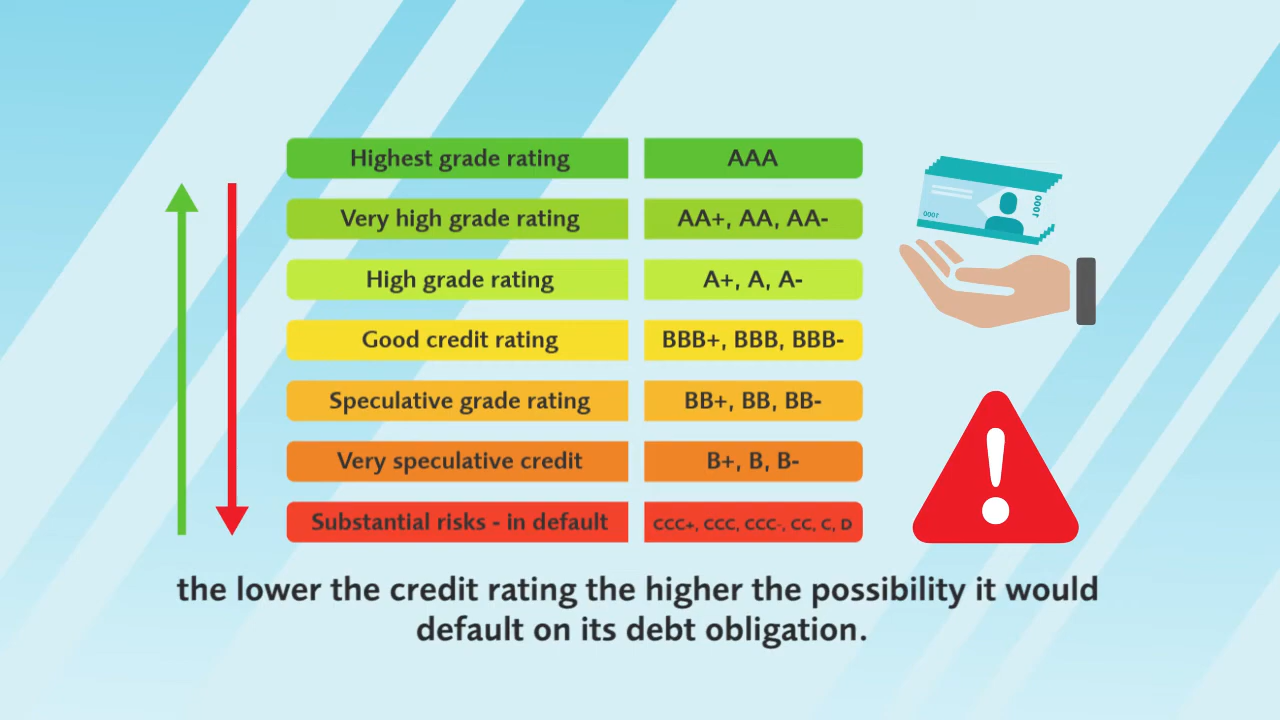 Highest grade rating AAA
Very high grade rating AA+, AA, AA-
High grade rating A+, A, A-
Good credit rating BBB+, BBB, BBB-
Speculative grade rating BB+, BB, BB-
Very speculative credit B+, B, B-
Substantial risks - in default CCC+, CCC, CCC-, CC, C, D
1000
1000
the lower the credit rating the higher the possibility it would
default on its debt obligation.